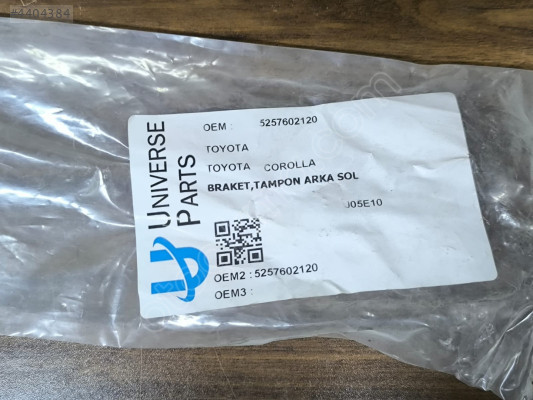 UNIVERSE
PARTS
OEM : 5257602120
TOYOTA
TOYOTA COROLLA
BRAKET,TAMPON ARKA SOL
J05E10
OEM2 : 5257602120
OEM3 :